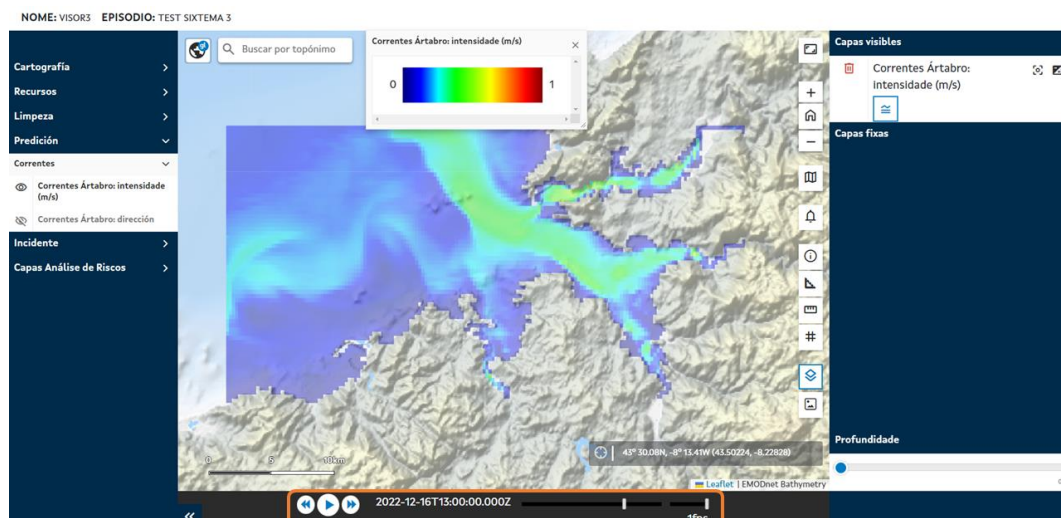 NOME: VISOR3 EPISODIO: TEST SIXTEMA 3
Cartografía
Recursos
Limpeza
Predición
Correntes
Correntes Ártabro: intensidade
(m/s)
Correntes Ártabro: dirección
Incidente
Capas Análise de Riscos
Buscar por topónimo
Correntes Ártabro: intensidade (m/s)
0 1
0 5 10km
43° 30.08N, -8° 13.41W (43.50224, -8.22828)
Leaflet | EMODnet Bathymetry
2022-12-16T13:00:00.000Z
1fps
Capas visibles
Correntes Ártabro:
intensidade (m/s)
Capas fixas
Profundidade